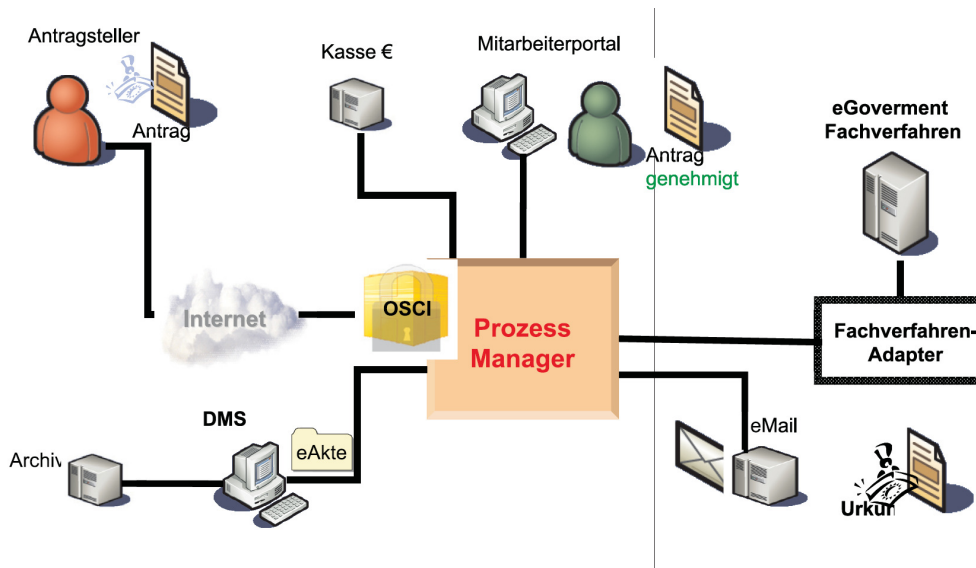 Antragsteller
Antrag
Kasse €
Mitarbeiterportal
Antrag
genehmigt
eGoverment
Fachverfahren
Internet
OSCI
Prozess
Manager
Fachverfahren-
Adapter
DMS
eAkte
Archiv
eMail
Urkun